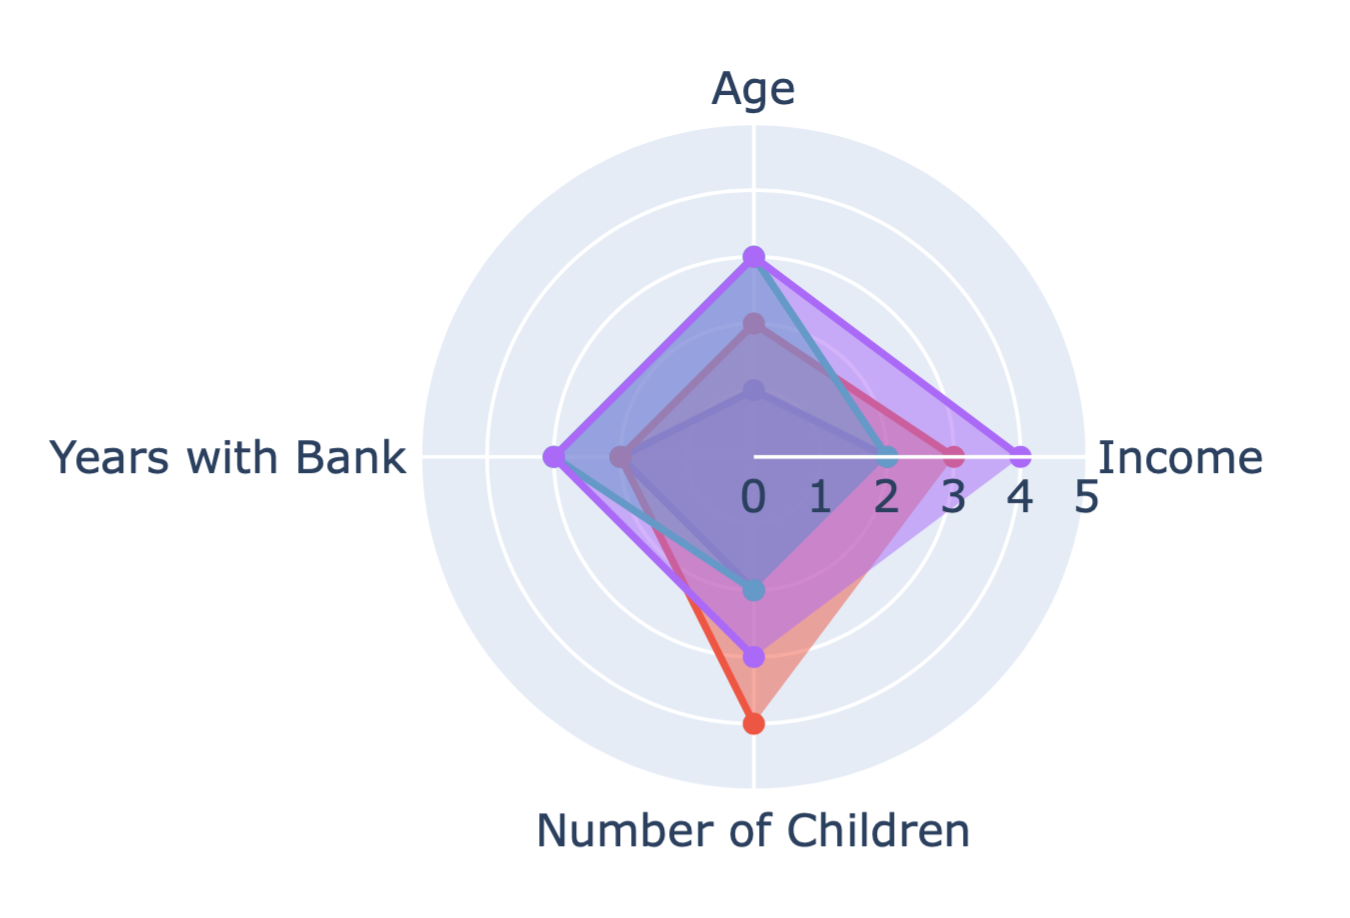 Age
Years with Bank
Income
0 1 2 3 4 5
Number of Children